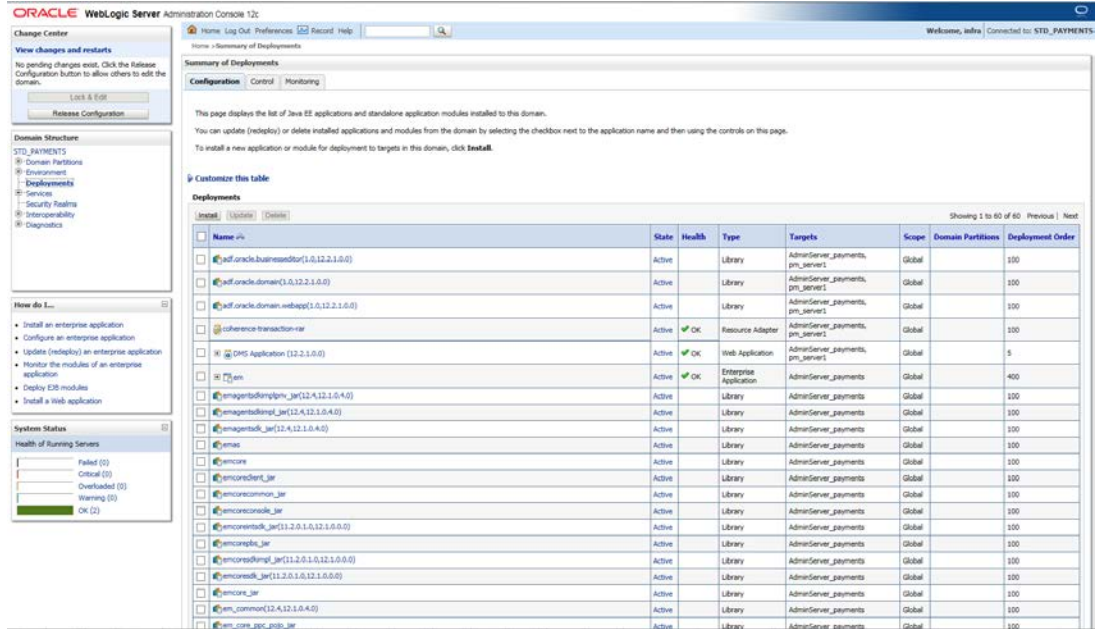 ORACLE WebLogic Server Administration Console 12c
Change Center
View changes and restarts
No pending changes exist. Click the Release
Configuration button to allow others to edit the
domain.
Lock & Edit
Release Configuration
Domain Structure
STD_PAYMENTS
Domain Partitions
Environment
Deployments
Services
Security Realms
Interoperability
Diagnostics
How do I...
Install an enterprise application
Configure an enterprise application
Update (redeploy) an enterprise application
Monitor the modules of an enterprise
application
Deploy EJB modules
Install a Web application
System Status
Health of Running Servers
Failed (0)
Critical (0)
Overloaded (0)
Warning (0)
OK (2)
Home Log Out Preferences Record Help
Welcome, infra Connected to: STD_PAYMENTS
Home >Summary of Deployments
Summary of Deployments
Configuration Control Monitoring
This page displays the list of Java EE applications and standalone application modules installed to this domain.
You can update (redeploy) or delete installed applications and modules from the domain by selecting the checkbox next to the application name and then using the controls on this page.
To install a new application or module for deployment to targets in this domain, click Install.
Customize this table
Deployments
Install Update Delete Showing 1 to 60 of 60 Previous | Next
Name State Health Type Targets Scope Domain Partitions Deployment Order
adf.oracle.businesseditor(1.0,12.2.1.0.0) Active Library AdminServer_payments, pm_server1 Global 100
adf.oracle.domain(1.0,12.2.1.0.0) Active Library AdminServer_payments, pm_server1 Global 100
adf.oracle.domain.webapp(1.0,12.2.1.0.0) Active Library AdminServer_payments, pm_server1 Global 100
coherence-transaction-rar Active OK Resource Adapter AdminServer_payments, pm_server1 Global 100
DMS Application (12.2.1.0.0) Active OK Web Application AdminServer_payments, pm_server1 Global 5
em Active OK Enterprise Application AdminServer_payments Global 400
emagentsdkimplpriv_jar(12.4,12.1.0.4.0) Active Library AdminServer_payments Global 100
emagentsdkimpl_jar(12.4,12.1.0.4.0) Active Library AdminServer_payments Global 100
emagentsdk_jar(12.4,12.1.0.4.0) Active Library AdminServer_payments Global 100
emas Active Library AdminServer_payments Global 100
emcore Active Library AdminServer_payments Global 100
emcoreclient_jar Active Library AdminServer_payments Global 100
emcorecommon_jar Active Library AdminServer_payments Global 100
emcoreconsole_jar Active Library AdminServer_payments Global 100
emcoreintsdk_jar(11.2.0.1.0,12.1.0.0.0) Active Library AdminServer_payments Global 100
emcorepbs_jar Active Library AdminServer_payments Global 100
emcoresdkimpl_jar(11.2.0.1.0,12.1.0.0.0) Active Library AdminServer_payments Global 100
emcoresdk_jar(11.2.0.1.0,12.1.0.0.0) Active Library AdminServer_payments Global 100
emcore_jar Active Library AdminServer_payments Global 100
em_common(12.4,12.1.0.4.0) Active Library AdminServer_payments Global 100
em_core_ppc_pojo_jar Active Library AdminServer_payments Global 100